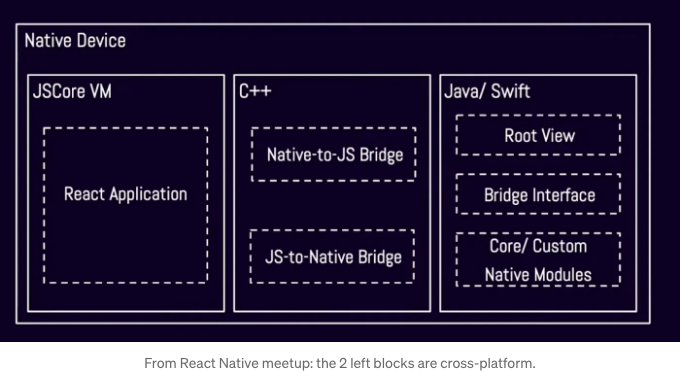 Native Device
JSCore VM
React Application
C++
Native-to-JS Bridge
JS-to-Native Bridge
Java/ Swift
Root View
Bridge Interface
Core/ Custom
Native Modules
From React Native meetup: the 2 left blocks are cross-platform.